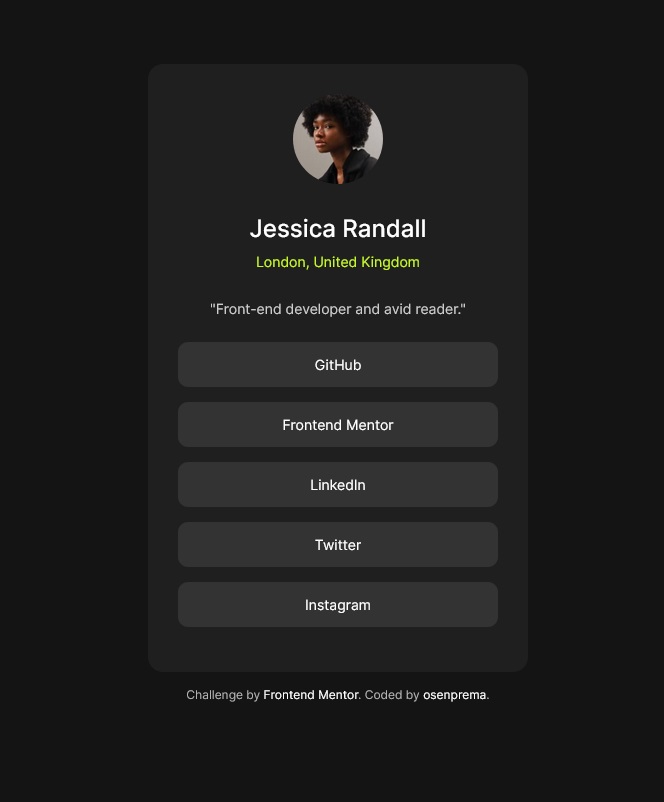 Jessica Randall
London, United Kingdom
"Front-end developer and avid reader."
GitHub
Frontend Mentor
LinkedIn
Twitter
Instagram
Challenge by Frontend Mentor. Coded by osenprema.